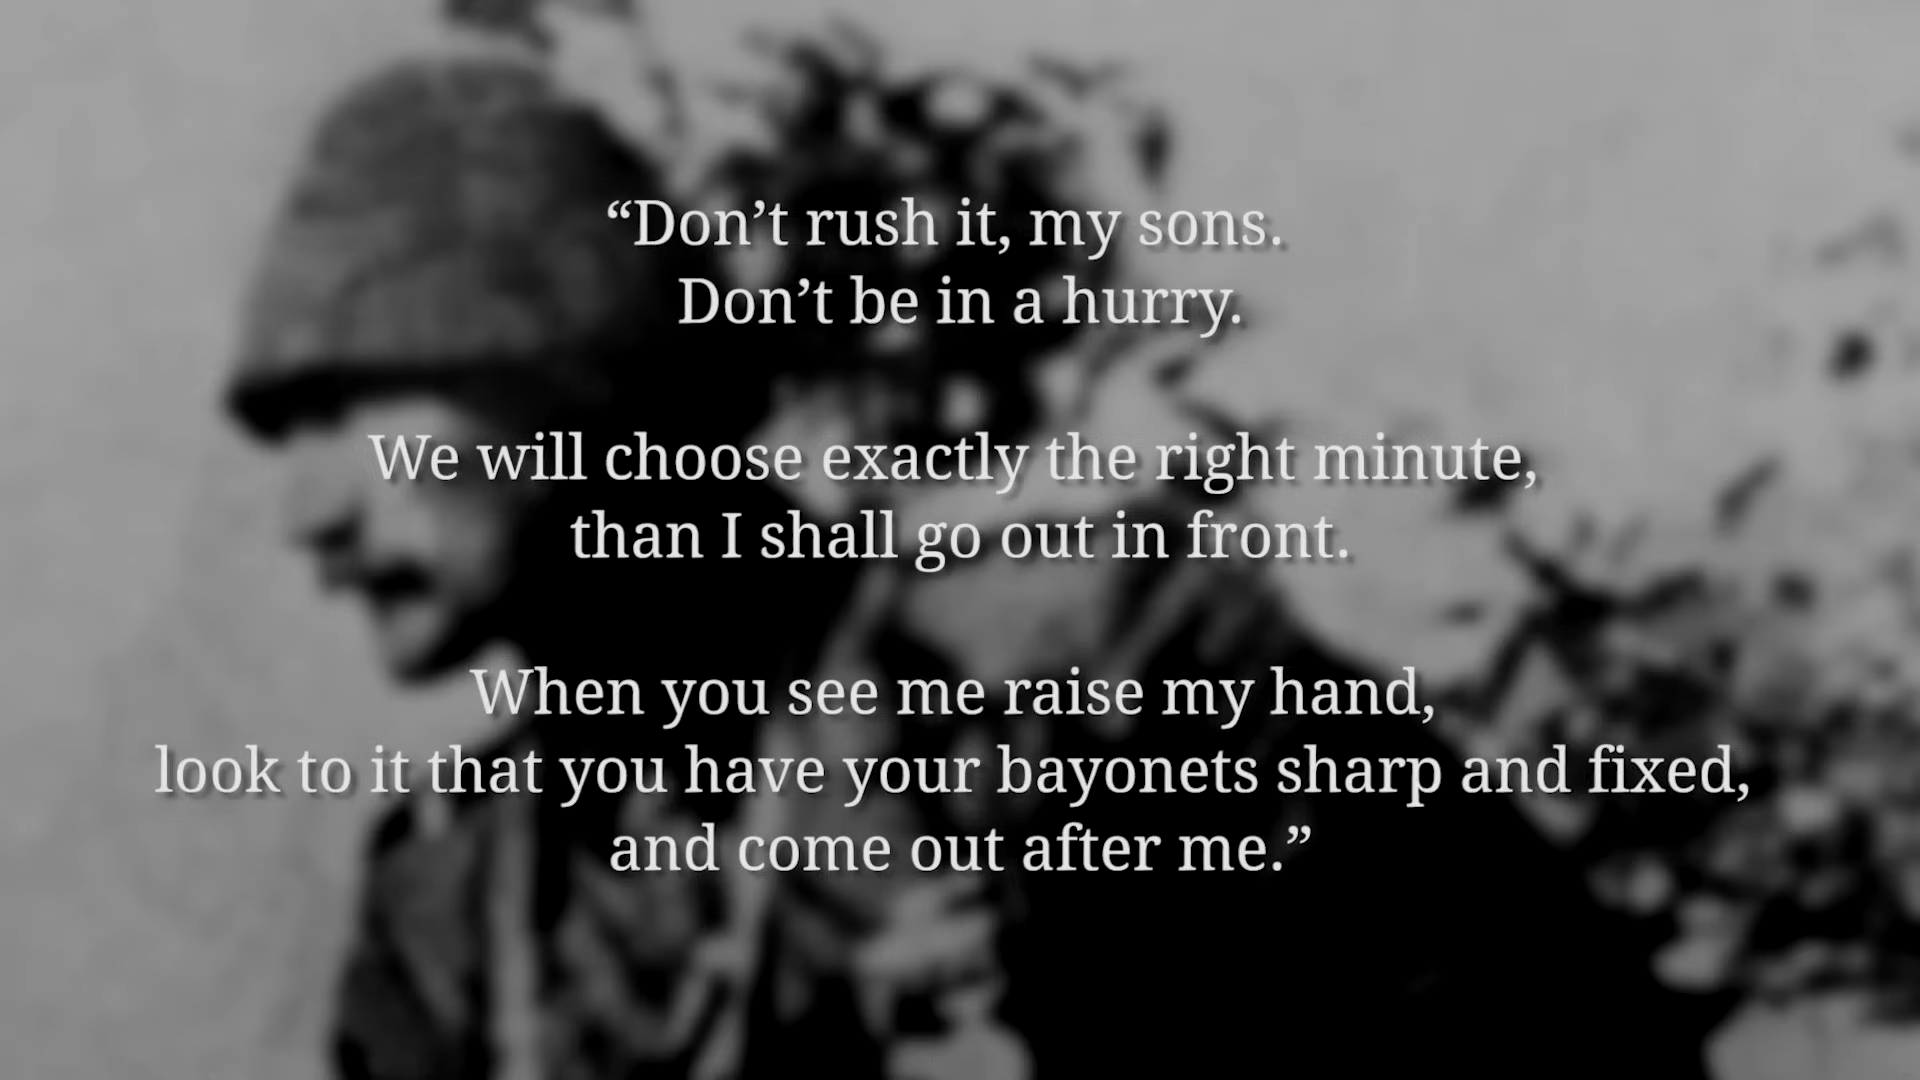 “Don’t rush it, my sons.
Don’t be in a hurry.
We will choose exactly the right minute,
than I shall go out in front.
When you see me raise my hand,
look to it that you have your bayonets sharp and fixed,
and come out after me.”